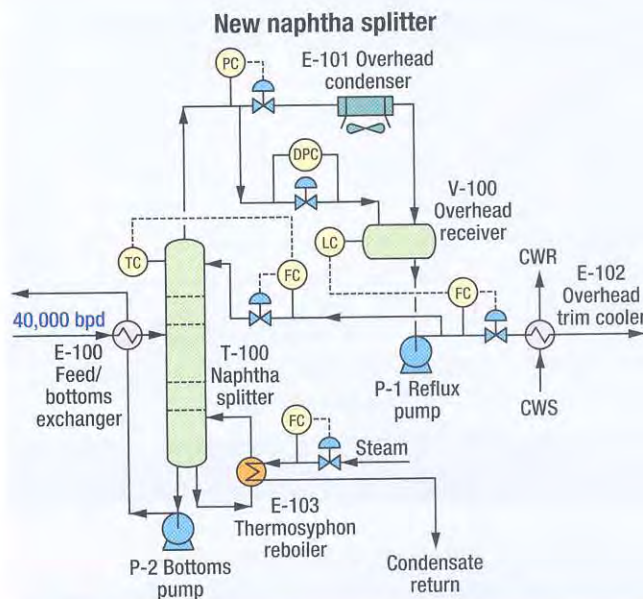 New naphtha splitter
PC
E-101 Overhead
condenser
DPC
V-100
Overhead
receiver
TC
FC
LC
FC
CWR
E-102
Overhead
trim cooler
40,000 bpd
E-100
Feed/
bottoms
exchanger
T-100
Naphtha
splitter
P-1 Reflux
pump
CWS
FC
Steam
E-103
Thermosyphon
reboiler
P-2 Bottoms
pump
Condensate
return